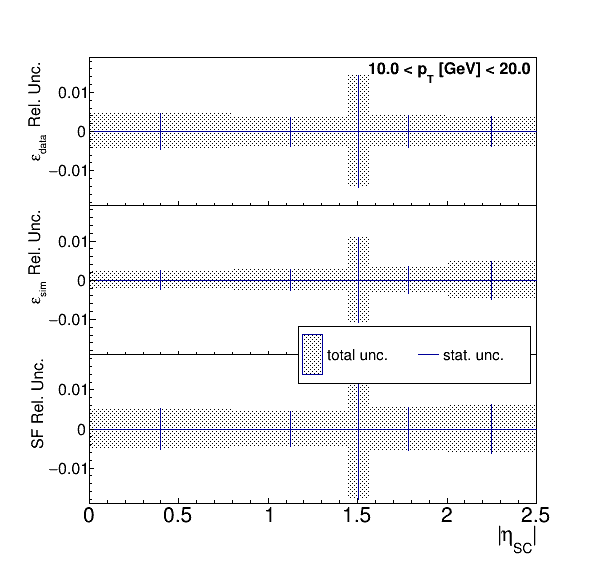 10.0 < p_T [GeV] < 20.0
ε_data Rel. Unc.
0.01
0
−0.01
ε_sim Rel. Unc.
0.01
0
−0.01
total unc.
stat. unc.
SF Rel. Unc.
0.01
0
−0.01
0 0.5 1 1.5 2 2.5
|η_SC|